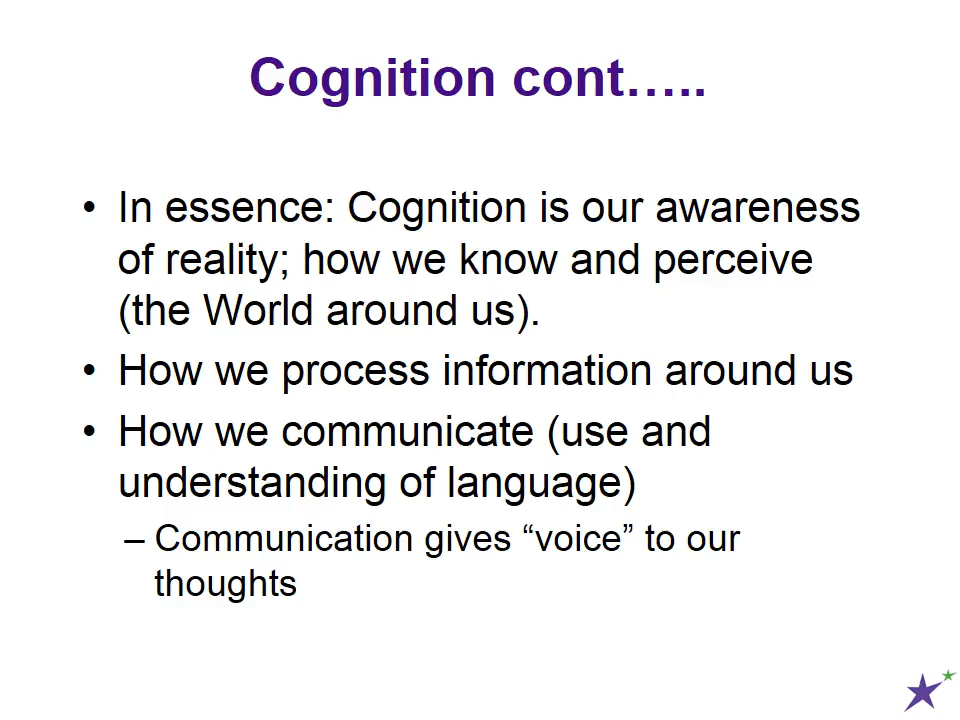 Cognition cont…..
• In essence: Cognition is our awareness
of reality; how we know and perceive
(the World around us).
• How we process information around us
• How we communicate (use and
understanding of language)
– Communication gives “voice” to our
thoughts